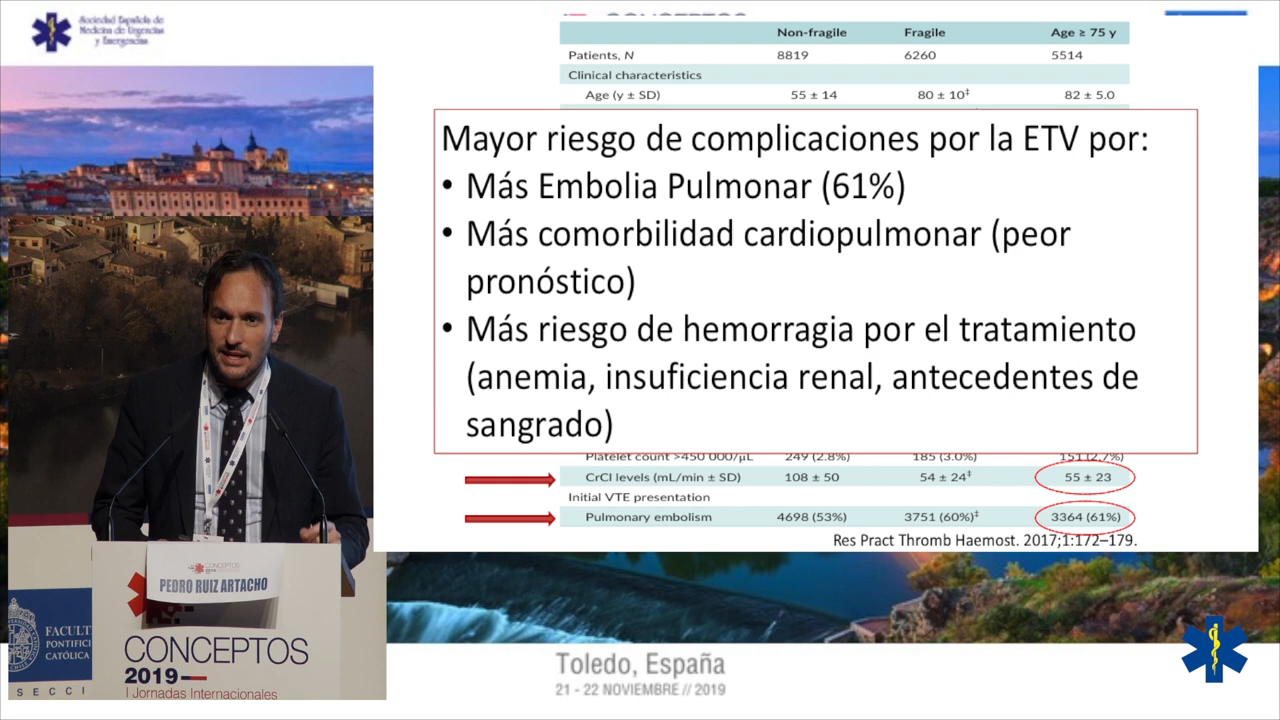 Sociedad Española de
Medicina de Urgencias
y Emergencias
CONCEPTOS
Non-fragile Fragile Age ≥ 75 y
Patients, N 8819 6260 5514
Clinical characteristics
Age (y ± SD) 55 ± 14 80 ± 10‡ 82 ± 5.0
Mayor riesgo de complicaciones por la ETV por:
• Más Embolia Pulmonar (61%)
• Más comorbilidad cardiopulmonar (peor
pronóstico)
• Más riesgo de hemorragia por el tratamiento
(anemia, insuficiencia renal, antecedentes de
sangrado)
Platelet count >450 000/μL 249 (2.8%) 185 (3.0%) 151 (2.7%)
CrCl levels (mL/min ± SD) 108 ± 50 54 ± 24‡ 55 ± 23
Initial VTE presentation
Pulmonary embolism 4698 (53%) 3751 (60%)‡ 3364 (61%)
Res Pract Thromb Haemost. 2017;1:172–179.
CONCEPTOS
2019
PEDRO RUIZ ARTACHO
FACULT
PONTIFIC
CATÓLICA
SECCI
CONCEPTOS
2019
I Jornadas Internacionales
Toledo, España
21 - 22 NOVIEMBRE // 2019